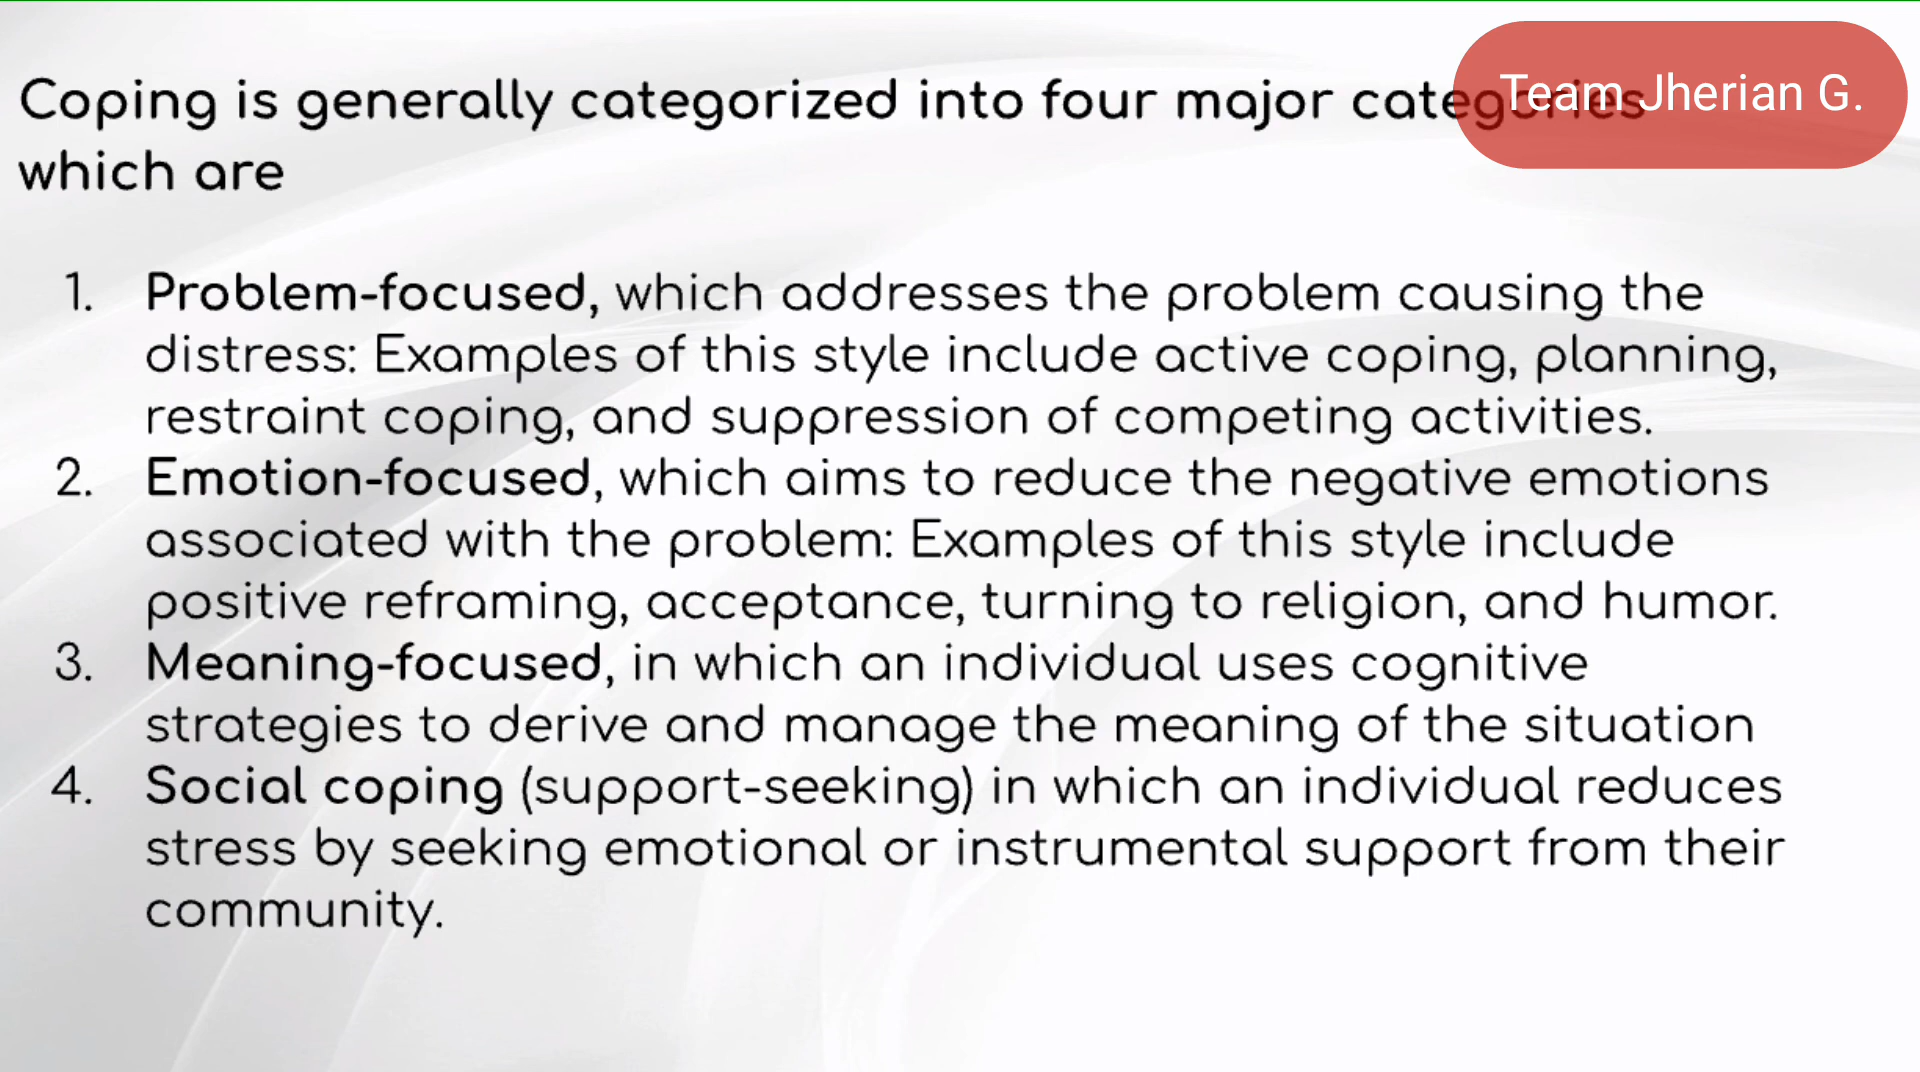 Coping is generally categorized into four major categories
which are
Team Jherian G.
1. Problem-focused, which addresses the problem causing the
distress: Examples of this style include active coping, planning,
restraint coping, and suppression of competing activities.
2. Emotion-focused, which aims to reduce the negative emotions
associated with the problem: Examples of this style include
positive reframing, acceptance, turning to religion, and humor.
3. Meaning-focused, in which an individual uses cognitive
strategies to derive and manage the meaning of the situation
4. Social coping (support-seeking) in which an individual reduces
stress by seeking emotional or instrumental support from their
community.